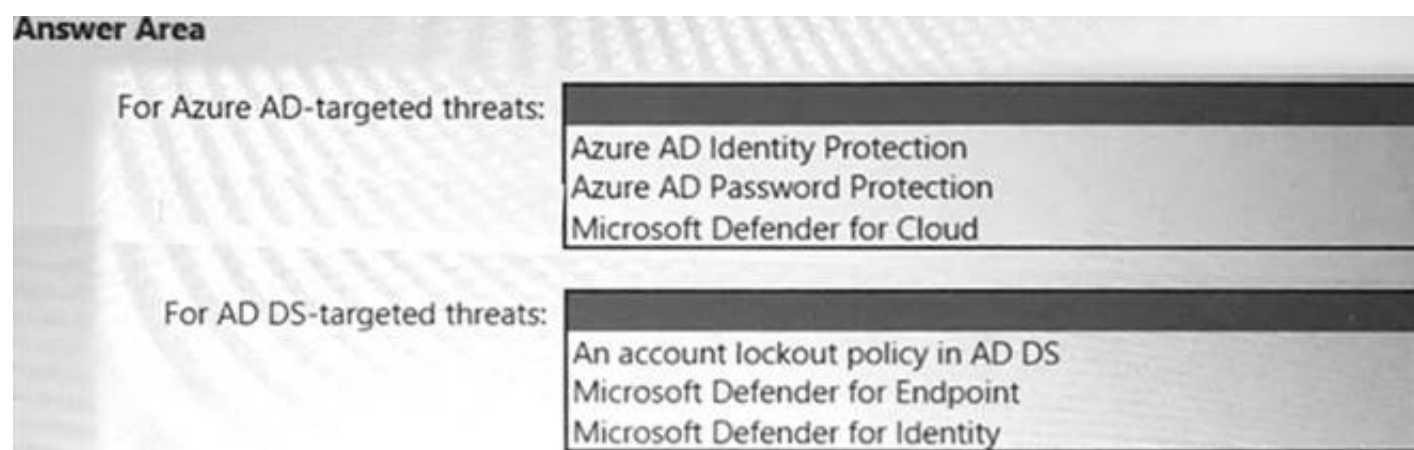 Answer Area
For Azure AD-targeted threats:
Azure AD Identity Protection
Azure AD Password Protection
Microsoft Defender for Cloud
For AD DS-targeted threats:
An account lockout policy in AD DS
Microsoft Defender for Endpoint
Microsoft Defender for Identity